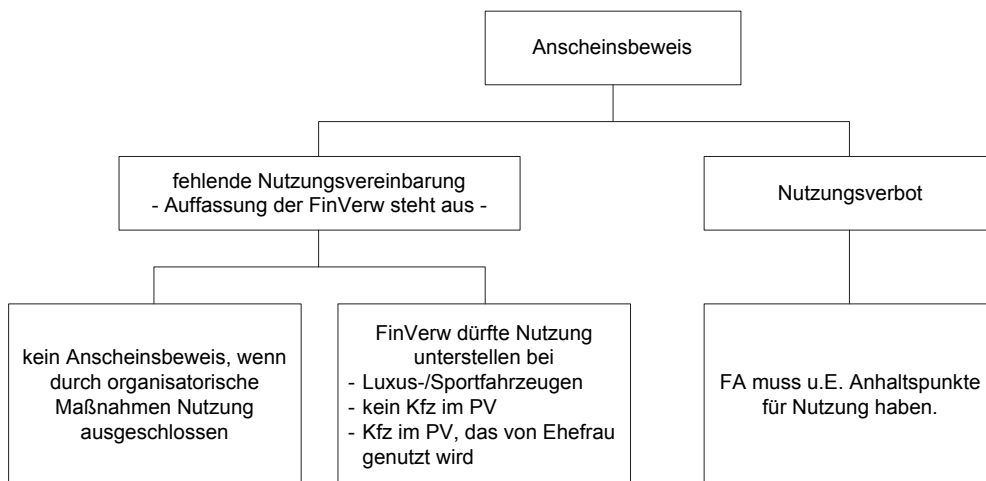 Anscheinsbeweis
fehlende Nutzungsvereinbarung
- Auffassung der FinVerw steht aus -
Nutzungsverbot
kein Anscheinsbeweis, wenn
durch organisatorische
Maßnahmen Nutzung
ausgeschlossen
FinVerw dürfte Nutzung
unterstellen bei
- Luxus-/Sportfahrzeugen
- kein Kfz im PV
- Kfz im PV, das von Ehefrau
genutzt wird
FA muss u.E. Anhaltspunkte
für Nutzung haben.